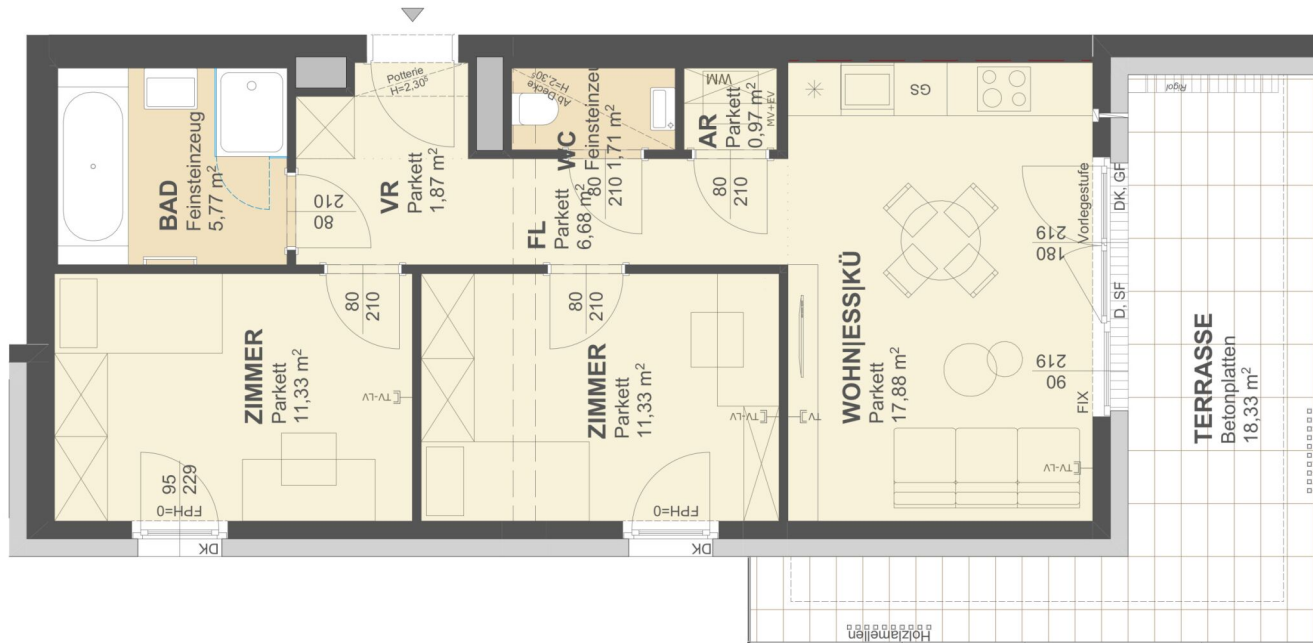 BAD
Feinsteinzeug
5,77 m²
80
210
VR
Parkett
1,87 m²
Potterie
H=2,30⁵
FL
Parkett
6,68 m²
WC
Feinsteinzeug
1,71 m²
Ab Decke
H=2,30⁵
80
210
AR
Parkett
0,97 m²
WM
MV+EV
80
210
GS
ZIMMER
Parkett
11,33 m²
80
210
TV-LV
95
229
FPH=0
DK
ZIMMER
Parkett
11,33 m²
80
210
TV-LV
FPH=0
DK
WOHN|ESS|KÜ
Parkett
17,88 m²
TV
TV-LV
Vorlegestufe
DK, GF
180
219
D, SF
90
219
FIX
TERRASSE
Betonplatten
18,33 m²
Rigol
Holzlamellen